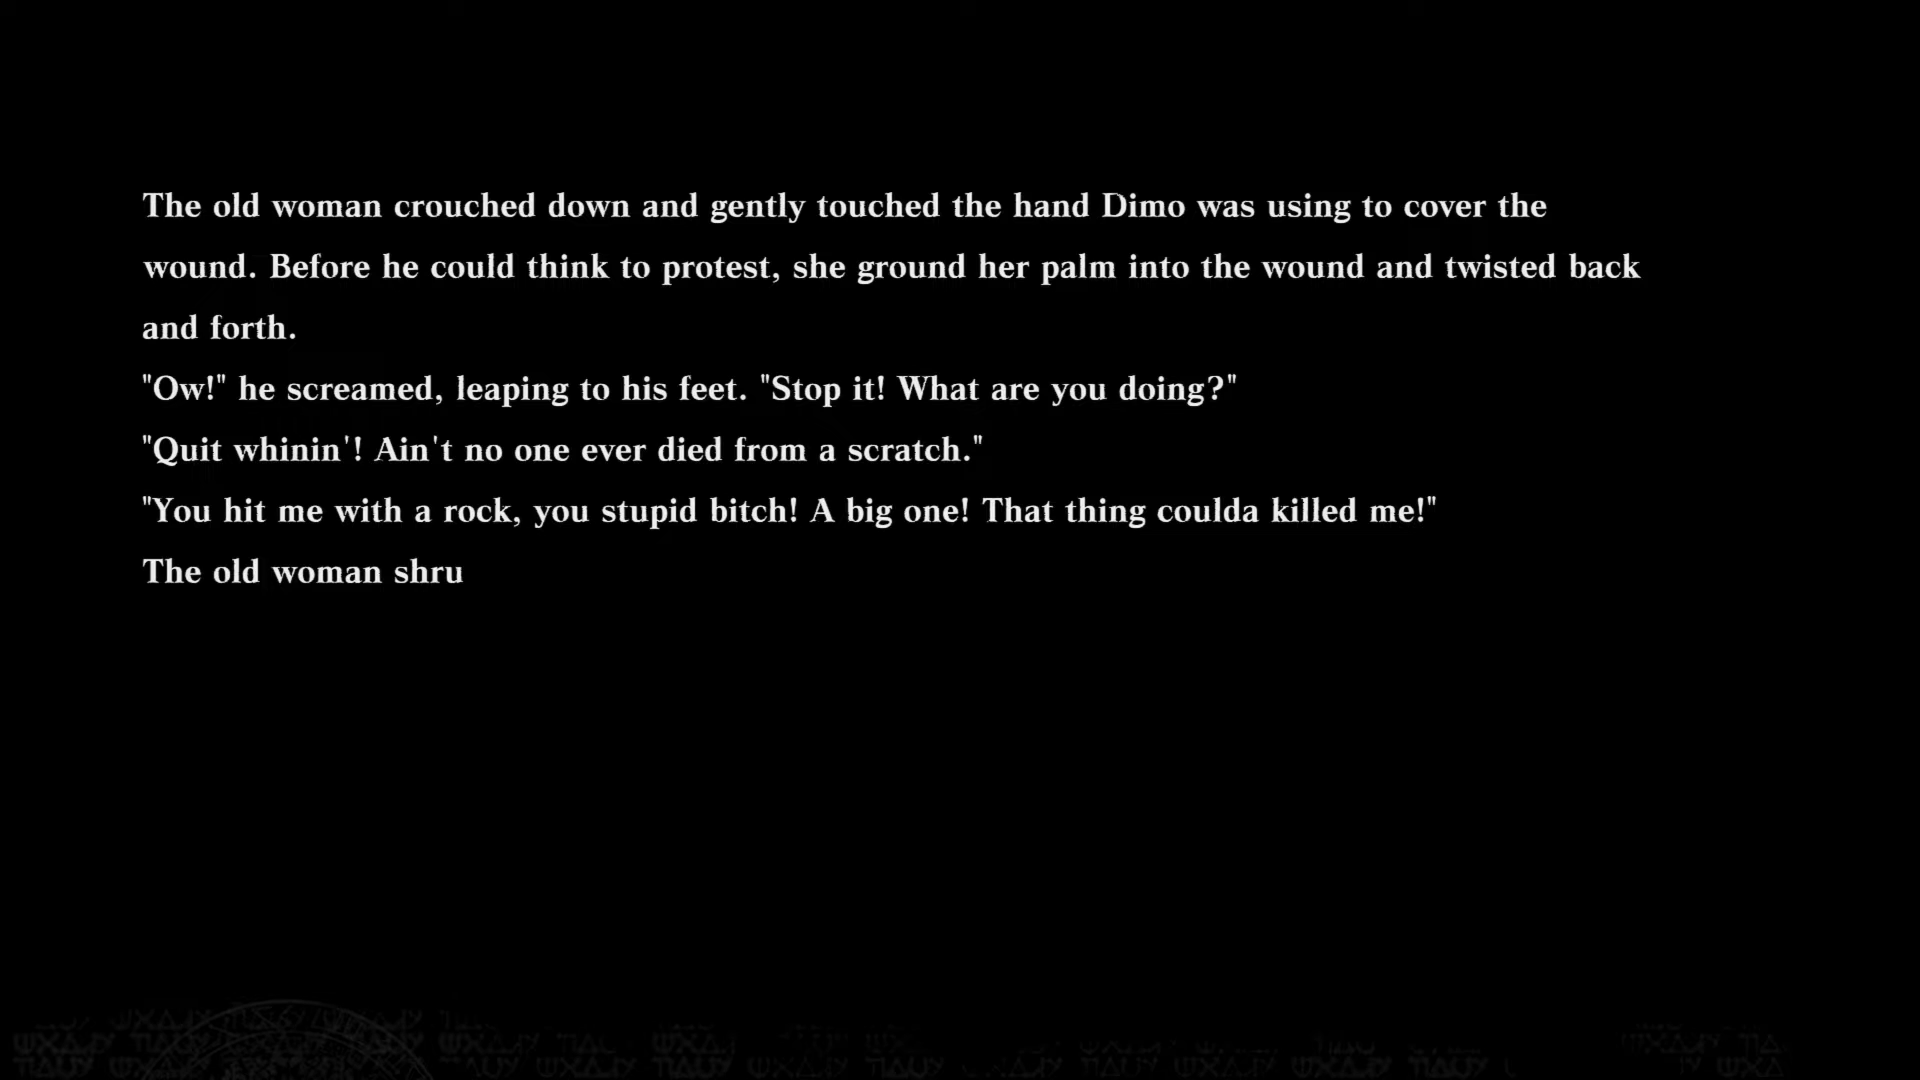 The old woman crouched down and gently touched the hand Dimo was using to cover the
wound. Before he could think to protest, she ground her palm into the wound and twisted back
and forth.
"Ow!" he screamed, leaping to his feet. "Stop it! What are you doing?"
"Quit whinin'! Ain't no one ever died from a scratch."
"You hit me with a rock, you stupid bitch! A big one! That thing coulda killed me!"
The old woman shru